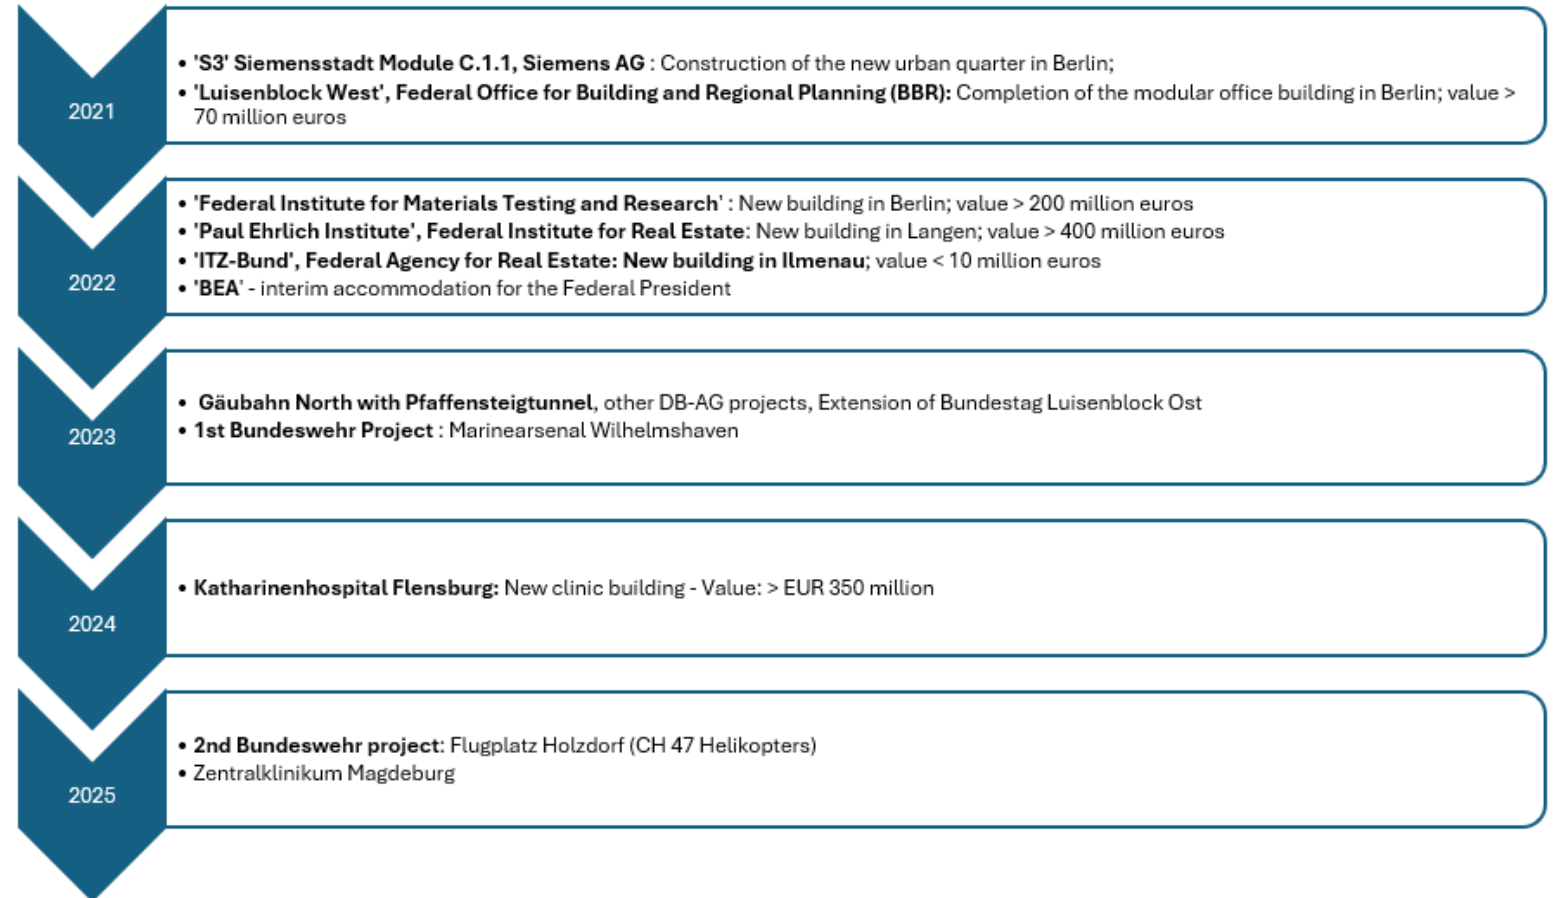 2021
• 'S3' Siemensstadt Module C.1.1, Siemens AG : Construction of the new urban quarter in Berlin;
• 'Luisenblock West', Federal Office for Building and Regional Planning (BBR): Completion of the modular office building in Berlin; value >
70 million euros
2022
• 'Federal Institute for Materials Testing and Research' : New building in Berlin; value > 200 million euros
• 'Paul Ehrlich Institute', Federal Institute for Real Estate: New building in Langen; value > 400 million euros
• 'ITZ-Bund', Federal Agency for Real Estate: New building in Ilmenau; value < 10 million euros
• 'BEA' - interim accommodation for the Federal President
2023
• Gäubahn North with Pfaffensteigtunnel, other DB-AG projects, Extension of Bundestag Luisenblock Ost
• 1st Bundeswehr Project : Marinearsenal Wilhelmshaven
2024
• Katharinenhospital Flensburg: New clinic building - Value: > EUR 350 million
2025
• 2nd Bundeswehr project: Flugplatz Holzdorf (CH 47 Helikopters)
• Zentralklinikum Magdeburg